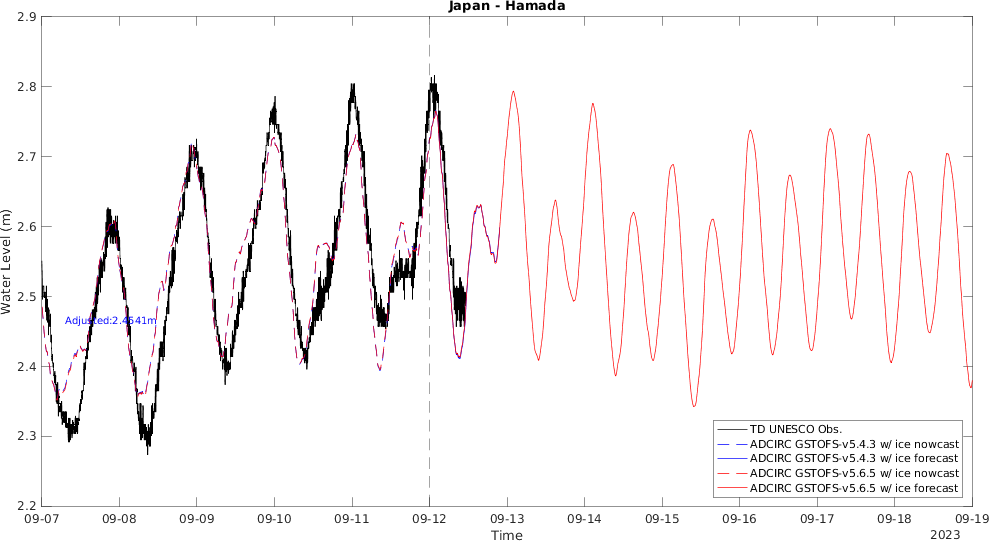 Japan - Hamada
2.9
2.8
2.7
2.6
2.5
2.4
2.3
2.2
Water Level (m)
Adjusted:2.4641m
TD UNESCO Obs.
ADCIRC GSTOFS-v5.4.3 w/ ice nowcast
ADCIRC GSTOFS-v5.4.3 w/ ice forecast
ADCIRC GSTOFS-v5.6.5 w/ ice nowcast
ADCIRC GSTOFS-v5.6.5 w/ ice forecast
09-07 09-08 09-09 09-10 09-11 09-12 09-13 09-14 09-15 09-16 09-17 09-18 09-19
Time
2023